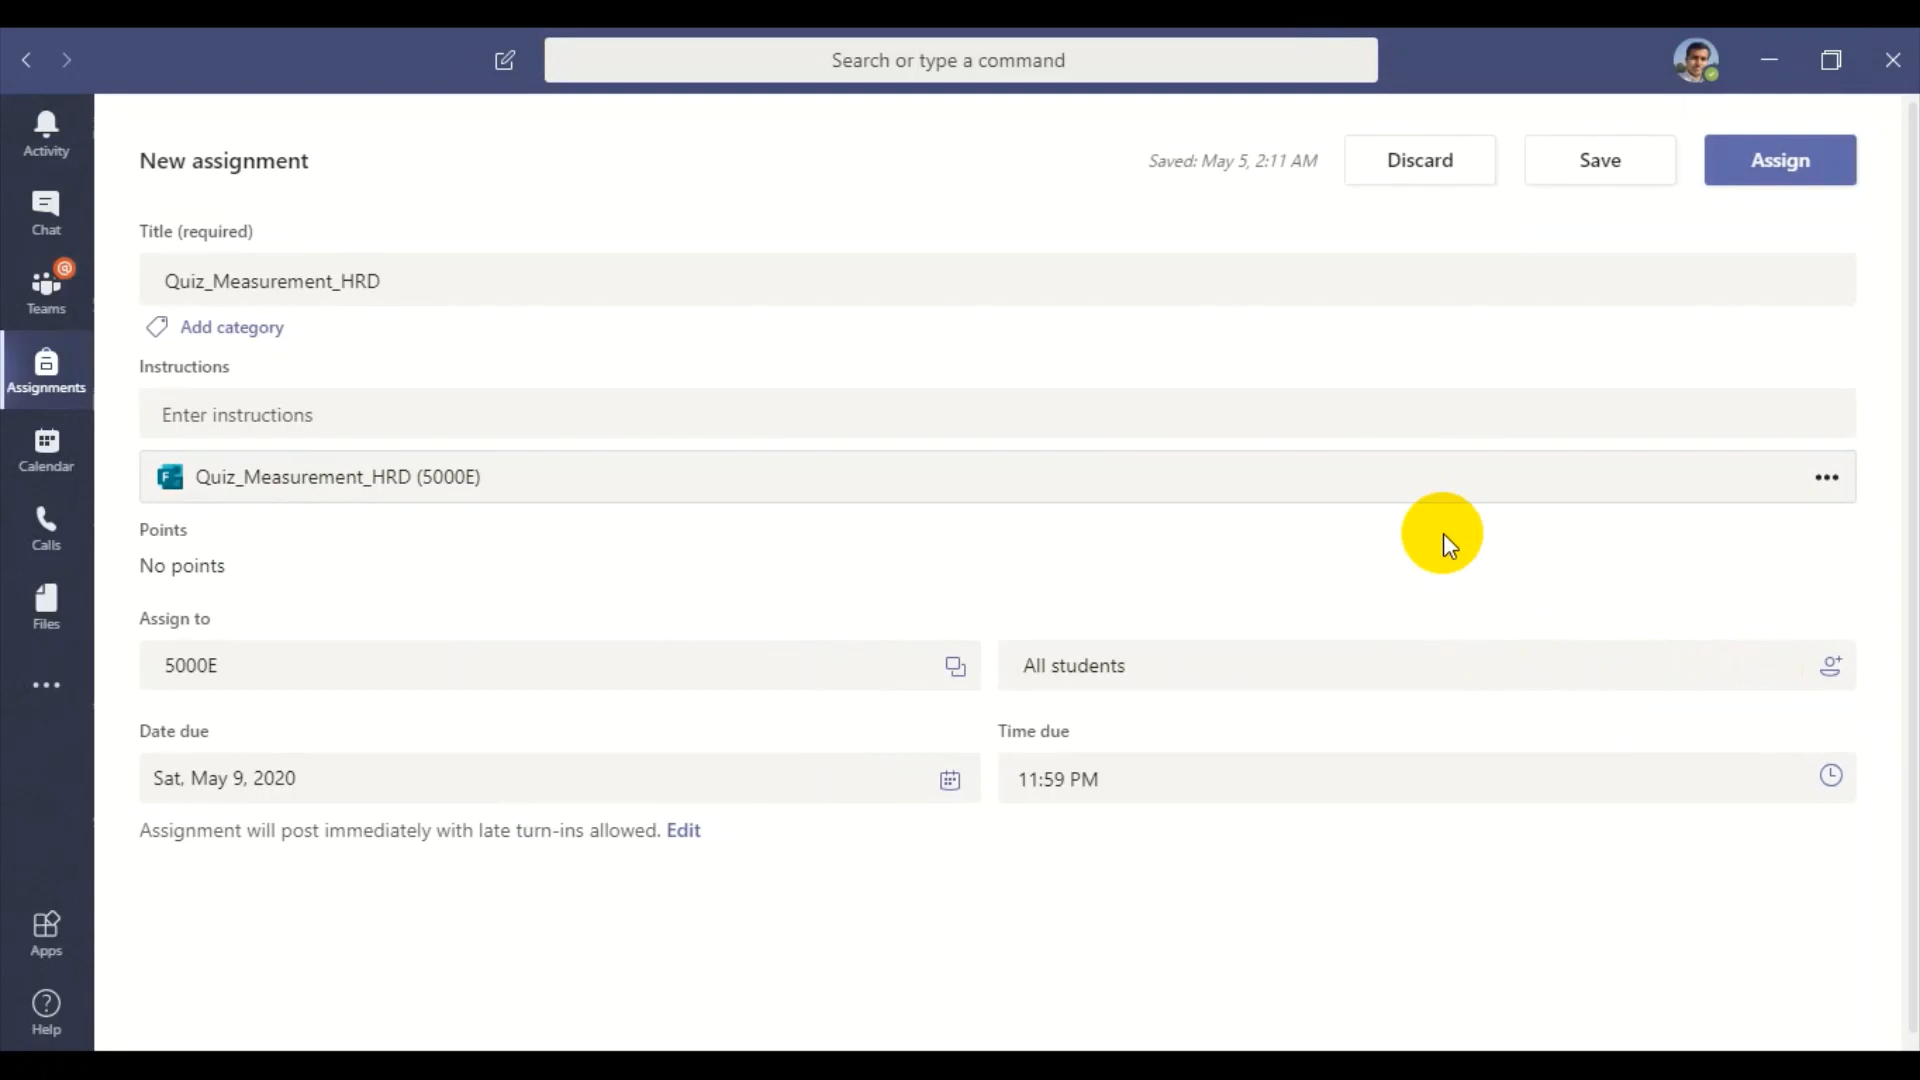 Search or type a command
Activity
Chat
Teams
Assignments
Calendar
Calls
Files
Apps
Help
New assignment
Saved: May 5, 2:11 AM
Discard
Save
Assign
Title (required)
Quiz_Measurement_HRD
Add category
Instructions
Enter instructions
Quiz_Measurement_HRD (5000E)
Points
No points
Assign to
5000E
All students
Date due
Time due
Sat, May 9, 2020
11:59 PM
Assignment will post immediately with late turn-ins allowed. Edit